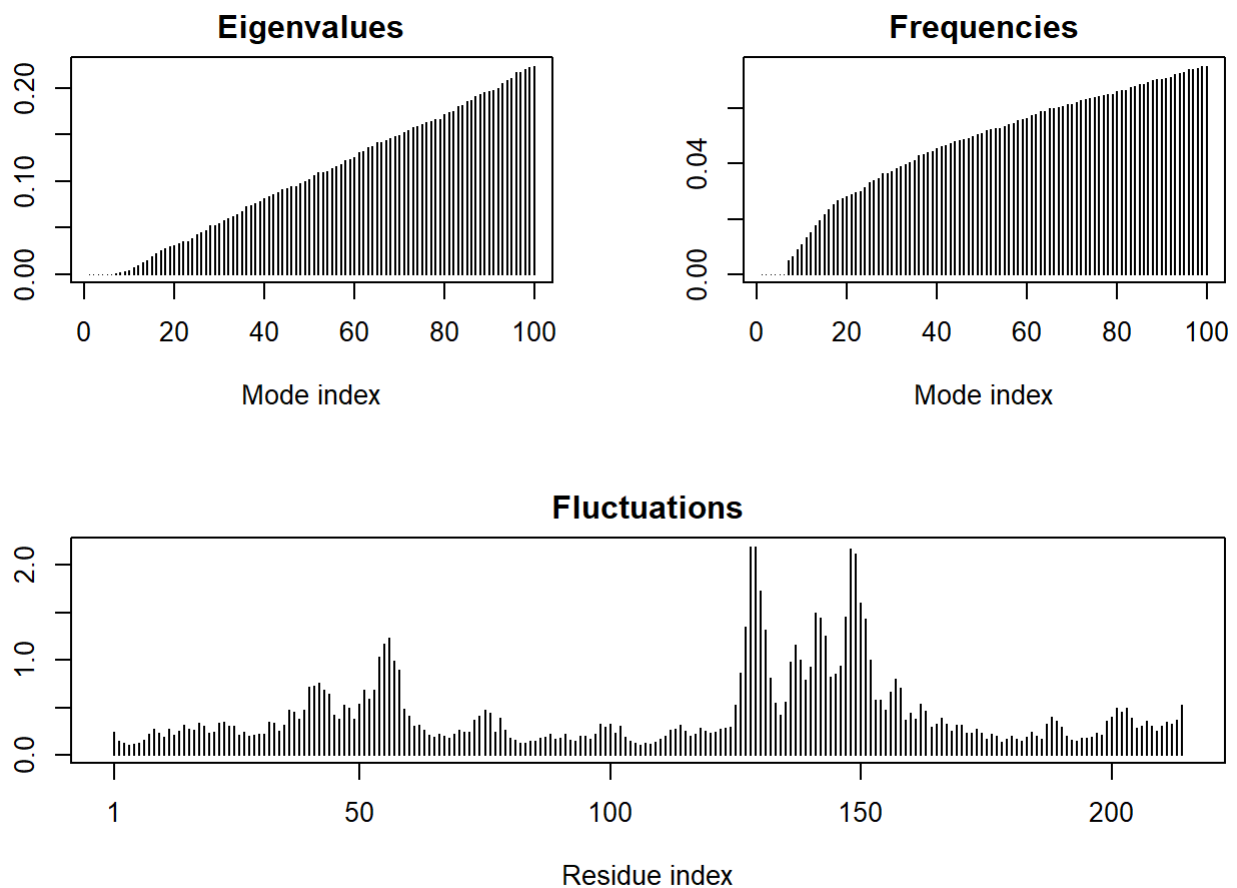 Eigenvalues
0.00 0.10 0.20
0 20 40 60 80 100
Mode index
Frequencies
0.00 0.04
0 20 40 60 80 100
Mode index
Fluctuations
0.0 1.0 2.0
1 50 100 150 200
Residue index